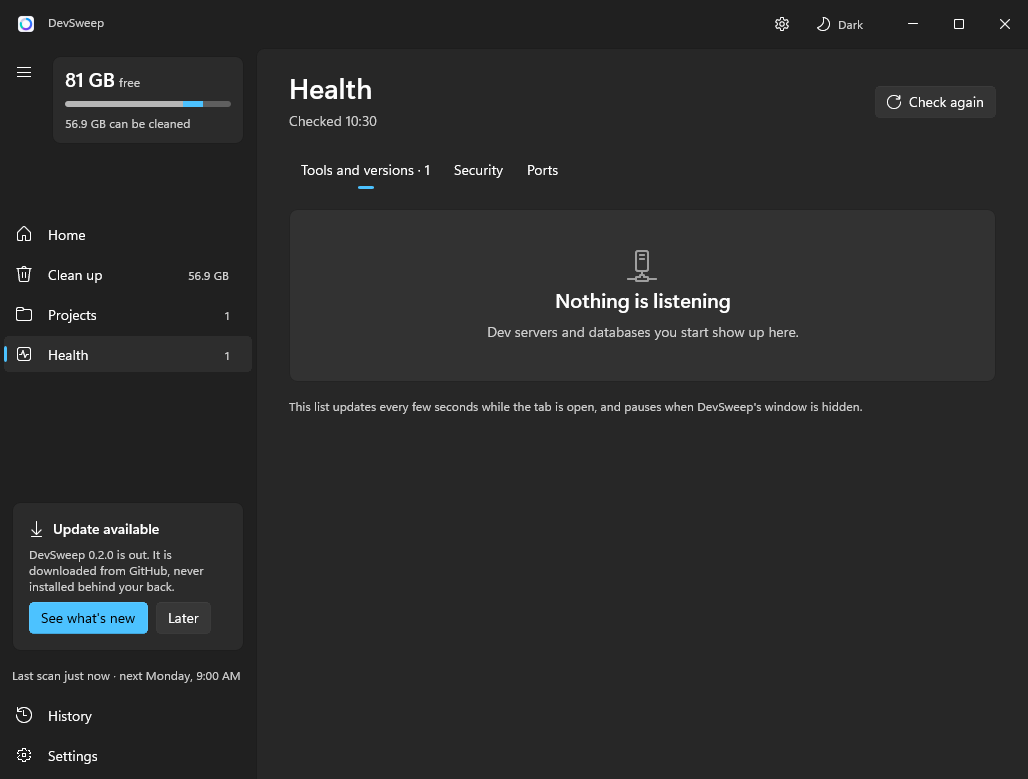 DevSweep
Dark
81 GB free
56.9 GB can be cleaned
Home
Clean up 56.9 GB
Projects 1
Health 1
Update available
DevSweep 0.2.0 is out. It is
downloaded from GitHub, never
installed behind your back.
See what's new Later
Last scan just now · next Monday, 9:00 AM
History
Settings
Health
Checked 10:30
Check again
Tools and versions · 1 Security Ports
Nothing is listening
Dev servers and databases you start show up here.
This list updates every few seconds while the tab is open, and pauses when DevSweep's window is hidden.